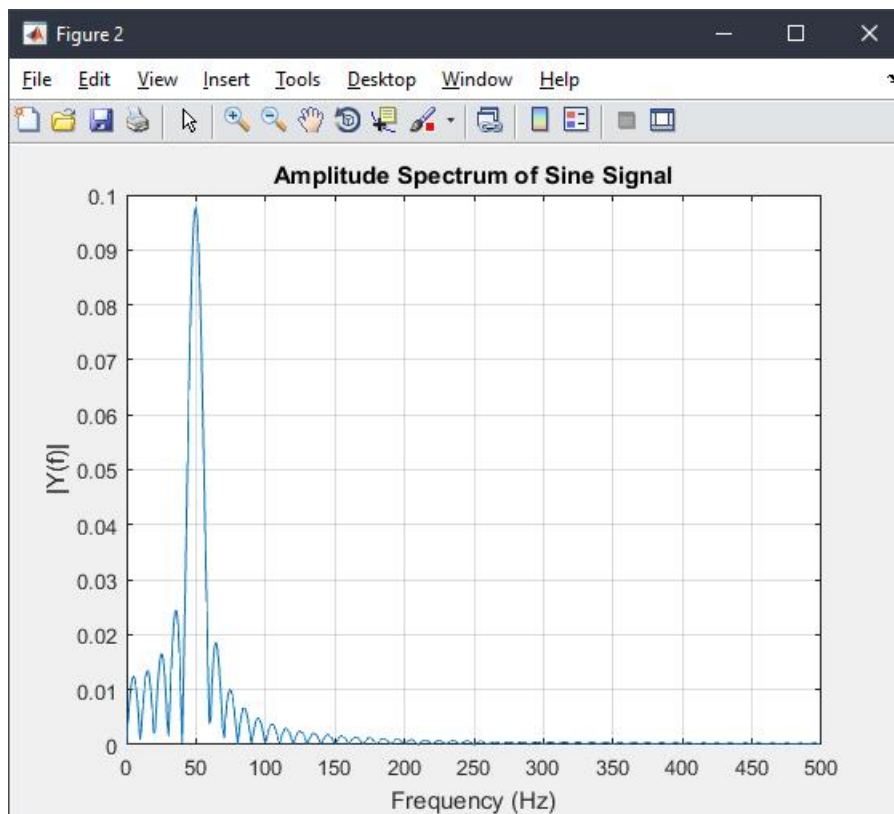 Figure 2
File Edit View Insert Tools Desktop Window Help
Amplitude Spectrum of Sine Signal
0.1
0.09
0.08
0.07
0.06
0.05
0.04
0.03
0.02
0.01
0
|Y(f)|
0 50 100 150 200 250 300 350 400 450 500
Frequency (Hz)